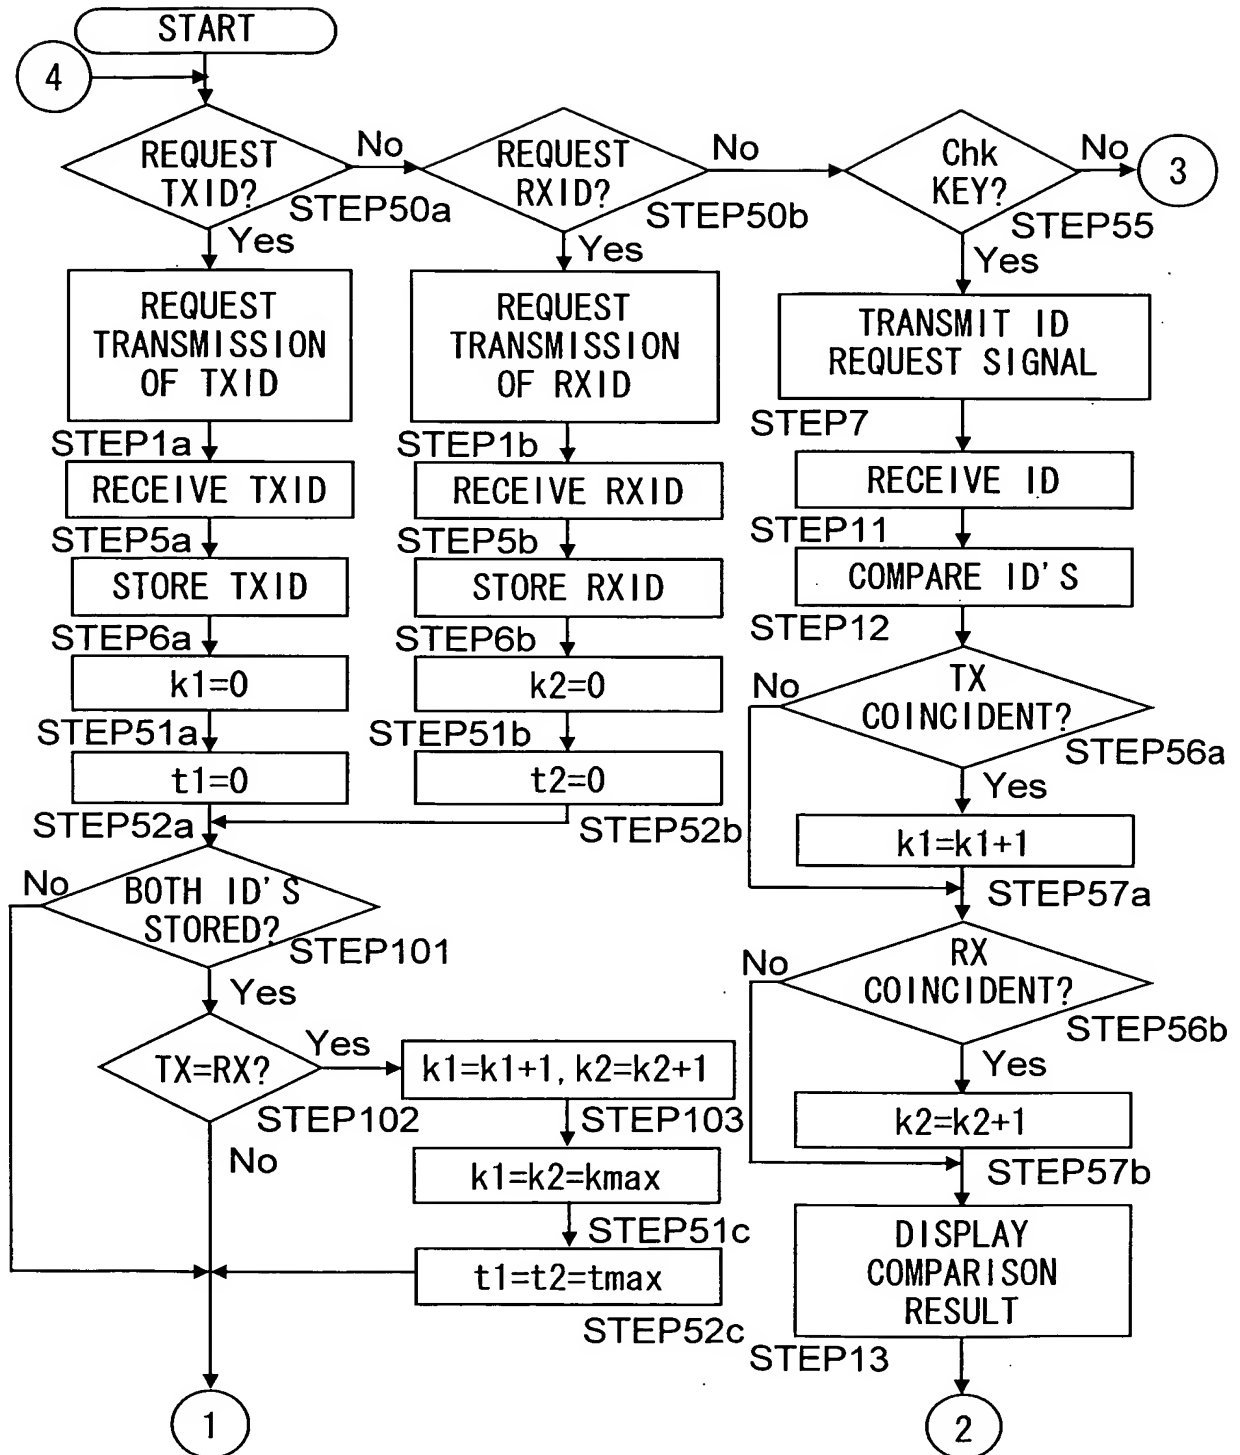 START
4
REQUEST
TXID?
No
STEP50a
Yes
REQUEST
RXID?
No
STEP50b
Yes
Chk
KEY?
No
3
STEP55
Yes
REQUEST
TRANSMISSION
OF TXID
STEP1a
RECEIVE TXID
STEP5a
STORE TXID
STEP6a
k1=0
STEP51a
t1=0
STEP52a
REQUEST
TRANSMISSION
OF RXID
STEP1b
RECEIVE RXID
STEP5b
STORE RXID
STEP6b
k2=0
STEP51b
t2=0
STEP52b
No
BOTH ID'S
STORED?
STEP101
Yes
TX=RX?
Yes
STEP102
No
k1=k1+1, k2=k2+1
STEP103
k1=k2=kmax
STEP51c
t1=t2=tmax
STEP52c
1
TRANSMIT ID
REQUEST SIGNAL
STEP7
RECEIVE ID
STEP11
COMPARE ID'S
STEP12
No
TX
COINCIDENT?
STEP56a
Yes
k1=k1+1
STEP57a
No
RX
COINCIDENT?
STEP56b
Yes
k2=k2+1
STEP57b
DISPLAY
COMPARISON
RESULT
STEP13
2